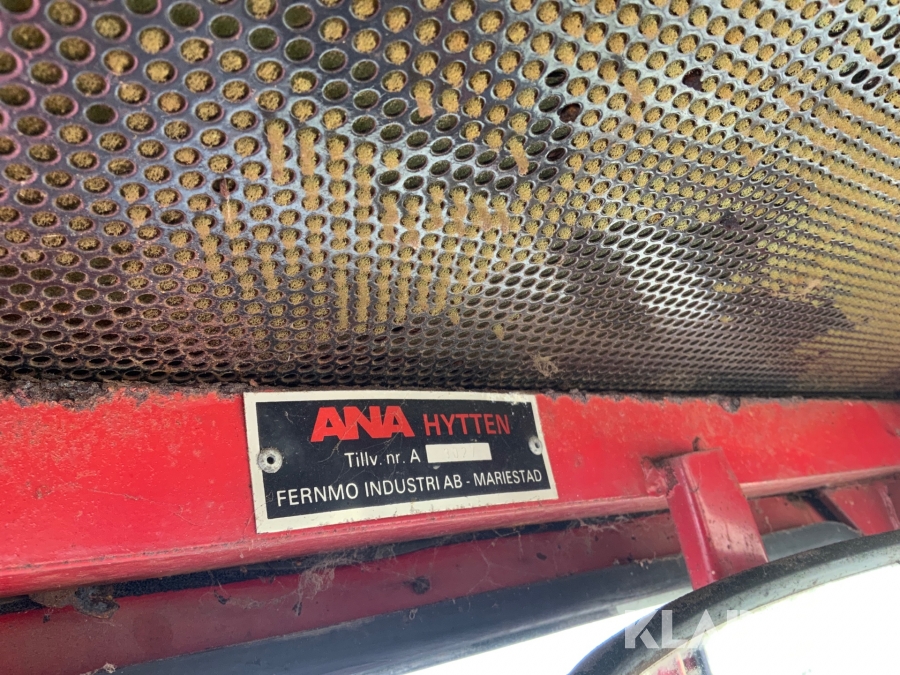 ANA HYTTEN
Tillv. nr. A
FERNMO INDUSTRI AB - MARIESTAD